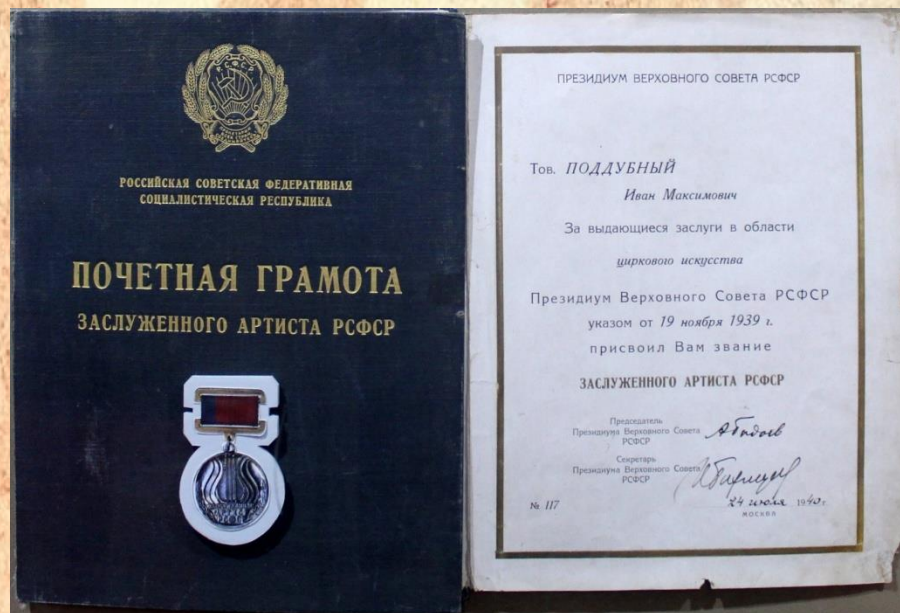 РСФСР
РОССИЙСКАЯ СОВЕТСКАЯ ФЕДЕРАТИВНАЯ
СОЦИАЛИСТИЧЕСКАЯ РЕСПУБЛИКА
ПОЧЕТНАЯ ГРАМОТА
ЗАСЛУЖЕННОГО АРТИСТА РСФСР
ПРЕЗИДИУМ ВЕРХОВНОГО СОВЕТА РСФСР
Тов. ПОДДУБНЫЙ
Иван Максимович
За выдающиеся заслуги в области
циркового искусства
Президиум Верховного Совета РСФСР
указом от 19 ноября 1939 г.
присвоил Вам звание
ЗАСЛУЖЕННОГО АРТИСТА РСФСР
Председатель
Президиума Верховного Совета
РСФСР
Секретарь
Президиума Верховного Совета
РСФСР
№ 117
24 июля 1940 г.
МОСКВА